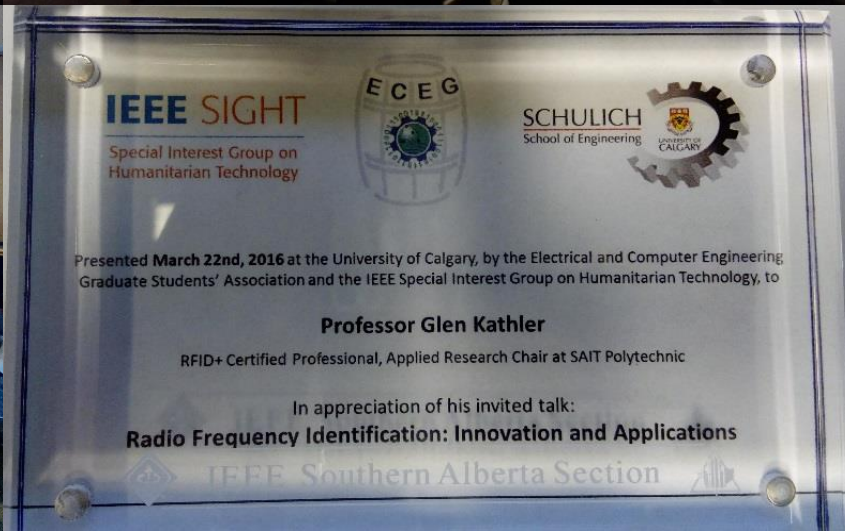 IEEE SIGHT
Special Interest Group on
Humanitarian Technology
ECEG
SCHULICH
School of Engineering
UNIVERSITY OF
CALGARY
Presented March 22nd, 2016 at the University of Calgary, by the Electrical and Computer Engineering
Graduate Students' Association and the IEEE Special Interest Group on Humanitarian Technology, to
Professor Glen Kathler
RFID+ Certified Professional, Applied Research Chair at SAIT Polytechnic
In appreciation of his invited talk:
Radio Frequency Identification: Innovation and Applications
IEEE Southern Alberta Section